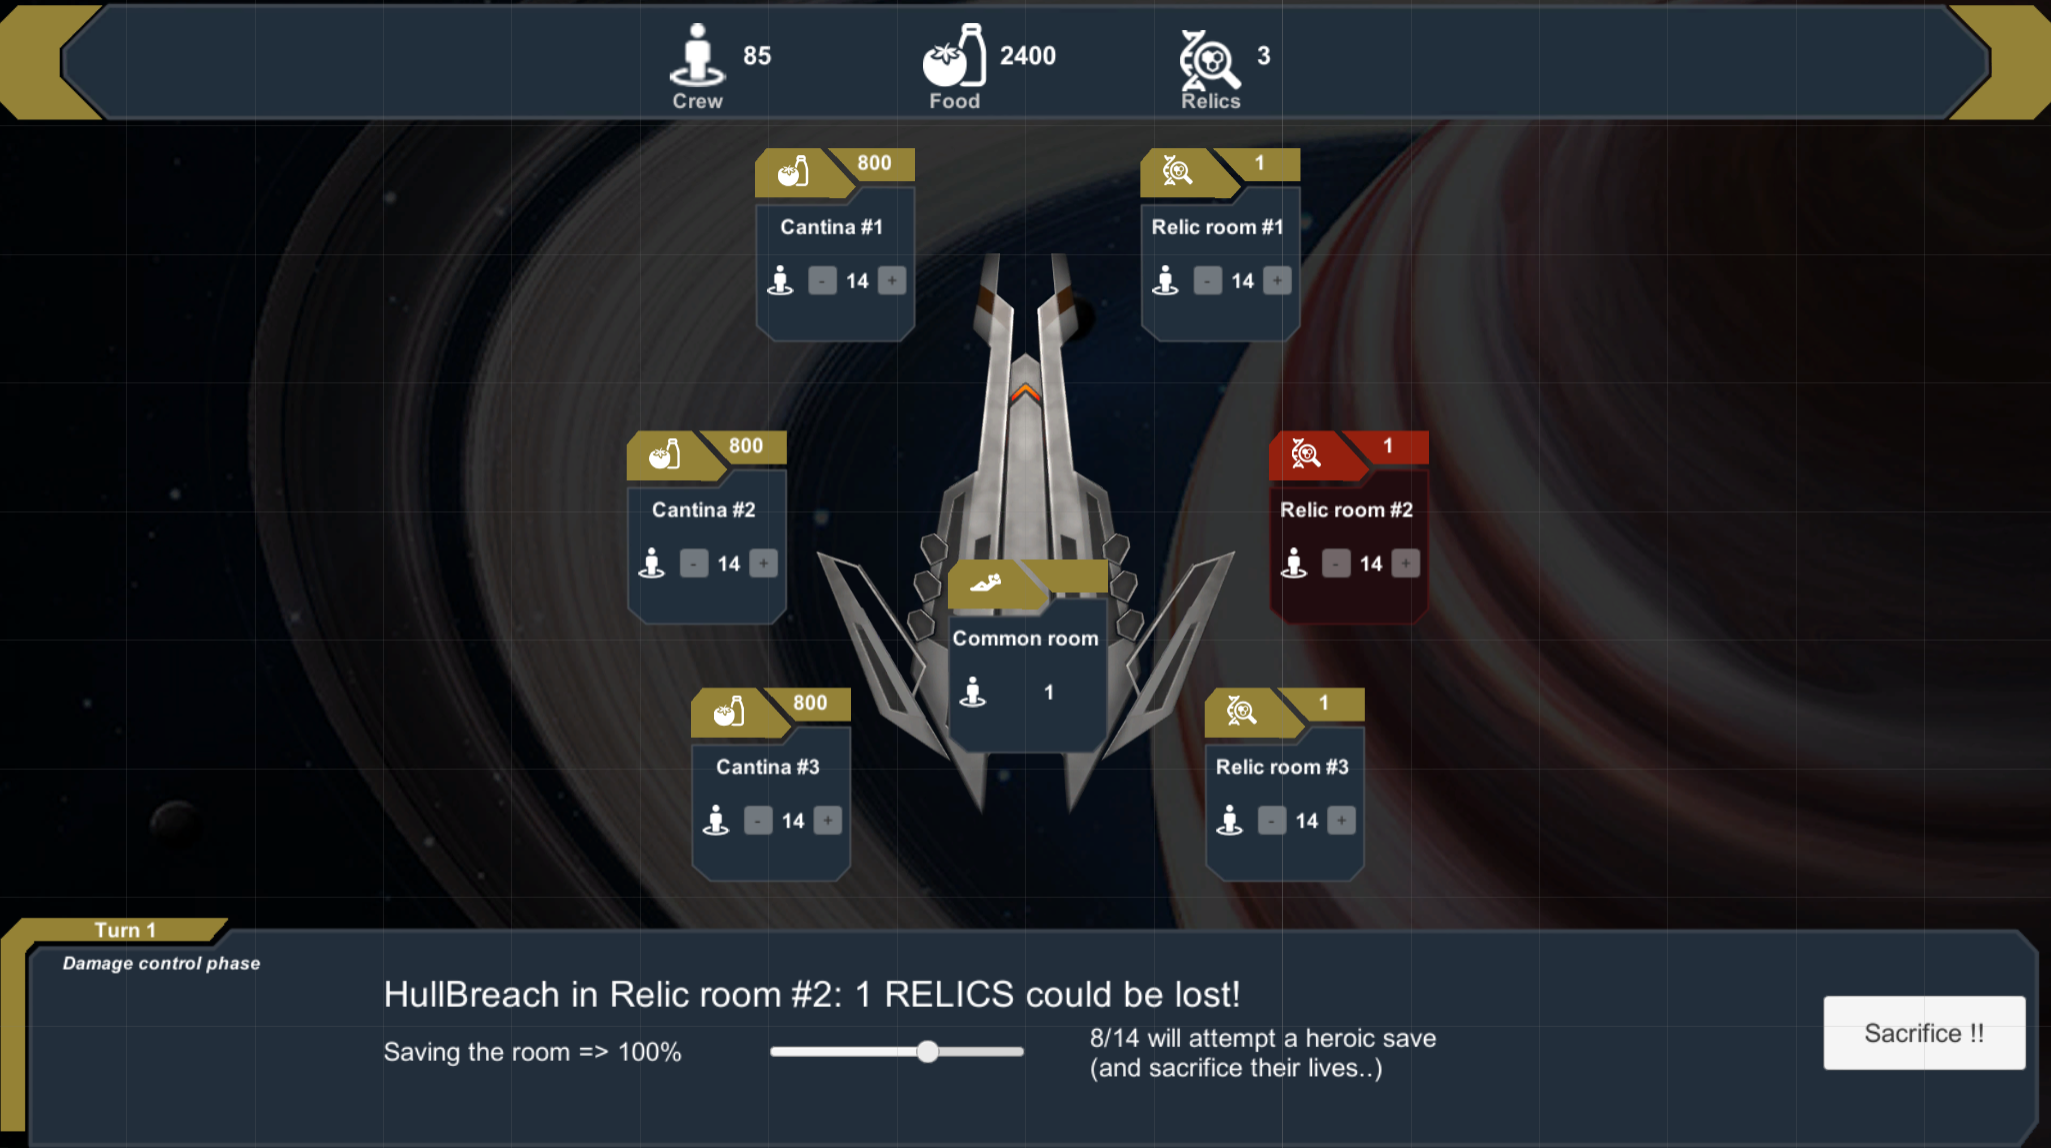 85
2400
3
Crew
Food
Relics
800
Cantina #1
- 14 +
1
Relic room #1
- 14 +
800
Cantina #2
- 14 +
1
Relic room #2
- 14 +
Common room
1
800
Cantina #3
- 14 +
1
Relic room #3
- 14 +
Turn 1
Damage control phase
HullBreach in Relic room #2: 1 RELICS could be lost!
Saving the room => 100%
8/14 will attempt a heroic save
(and sacrifice their lives..)
Sacrifice !!